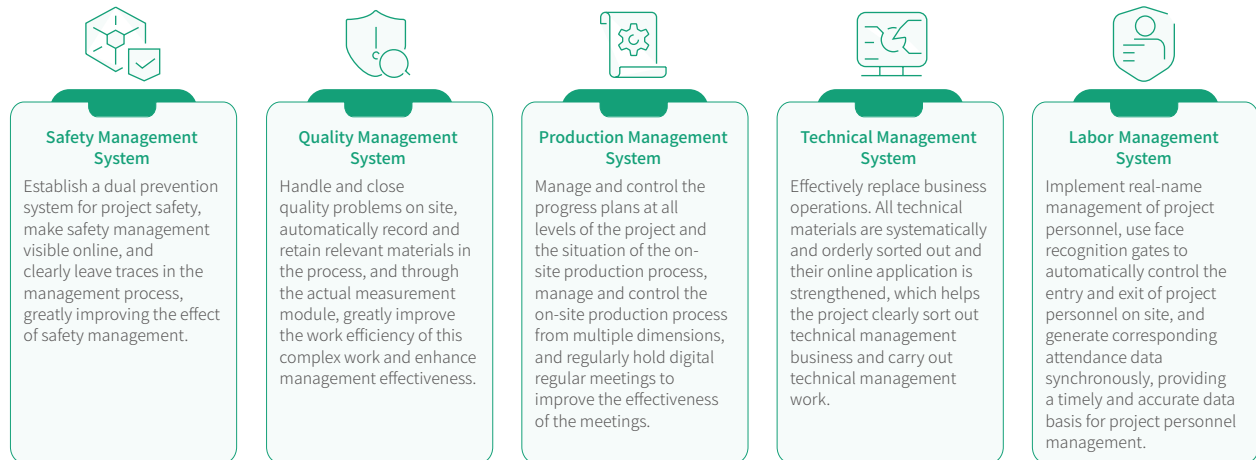 Safety Management
System
Establish a dual prevention
system for project safety,
make safety management
visible online, and
clearly leave traces in the
management process,
greatly improving the effect
of safety management.
Quality Management
System
Handle and close
quality problems on site,
automatically record and
retain relevant materials in
the process, and through
the actual measurement
module, greatly improve
the work efficiency of this
complex work and enhance
management effectiveness.
Production Management
System
Manage and control the
progress plans at all
levels of the project and
the situation of the on-
site production process,
manage and control the
on-site production process
from multiple dimensions,
and regularly hold digital
regular meetings to
improve the effectiveness
of the meetings.
Technical Management
System
Effectively replace business
operations. All technical
materials are systematically
and orderly sorted out and
their online application is
strengthened, which helps
the project clearly sort out
technical management
business and carry out
technical management
work.
Labor Management
System
Implement real-name
management of project
personnel, use face
recognition gates to
automatically control the
entry and exit of project
personnel on site, and
generate corresponding
attendance data
synchronously, providing
a timely and accurate data
basis for project personnel
management.